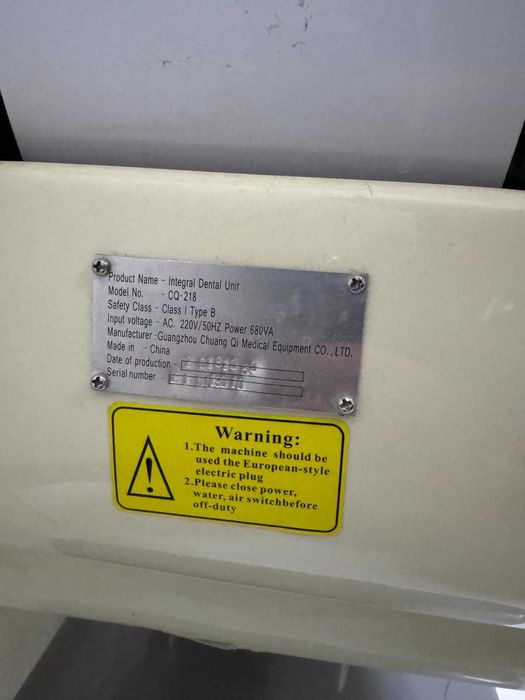 Product Name - Integral Dental Unit
Model No. - CQ-218
Safety Class - Class I Type B
Input voltage - AC. 220V/50HZ Power 680VA
Manufacturer -Guangzhou Chuang Qi Medical Equipment CO.,LTD.
Made in - China
Date of production -
Serial number -
Warning:
1.The machine should be
used the European-style
electric plug
2.Please close power,
water, air switchbefore
off-duty